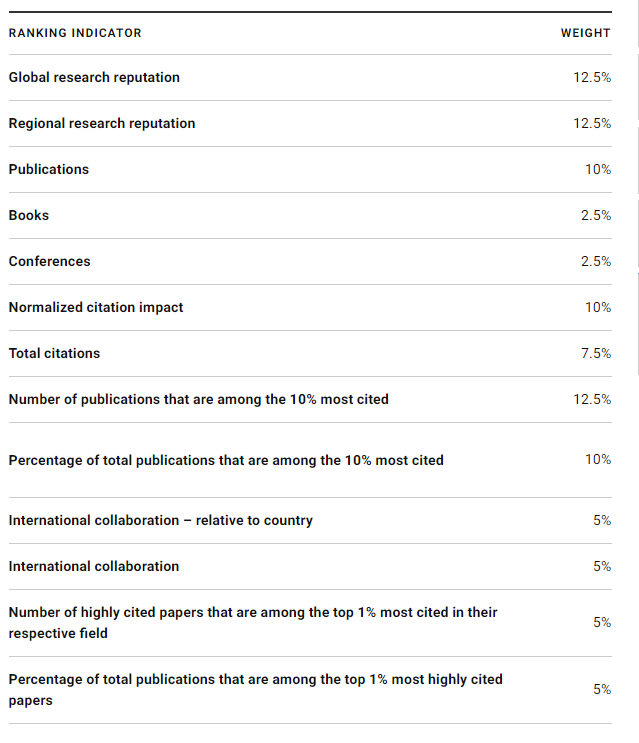 RANKING INDICATOR WEIGHT
Global research reputation 12.5%
Regional research reputation 12.5%
Publications 10%
Books 2.5%
Conferences 2.5%
Normalized citation impact 10%
Total citations 7.5%
Number of publications that are among the 10% most cited 12.5%
Percentage of total publications that are among the 10% most cited 10%
International collaboration – relative to country 5%
International collaboration 5%
Number of highly cited papers that are among the top 1% most cited in their
respective field 5%
Percentage of total publications that are among the top 1% most highly cited
papers 5%